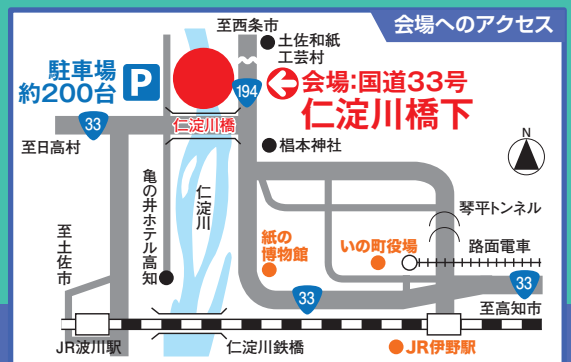 会場へのアクセス
至西条市
土佐和紙
工芸村
駐車場
約200台
P
194
会場:国道33号
仁淀川橋下
33
仁淀川橋
至日高村
椙本神社
N
亀の井ホテル高知
仁淀川
琴平トンネル
至土佐市
紙の
博物館
いの町役場
路面電車
33
33
至高知市
JR波川駅
仁淀川鉄橋
JR伊野駅